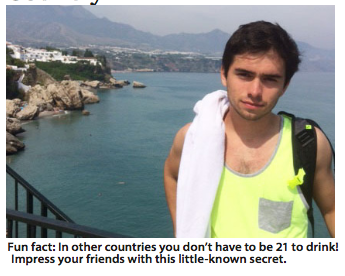 Fun fact: In other countries you don't have to be 21 to drink!
Impress your friends with this little-known secret.